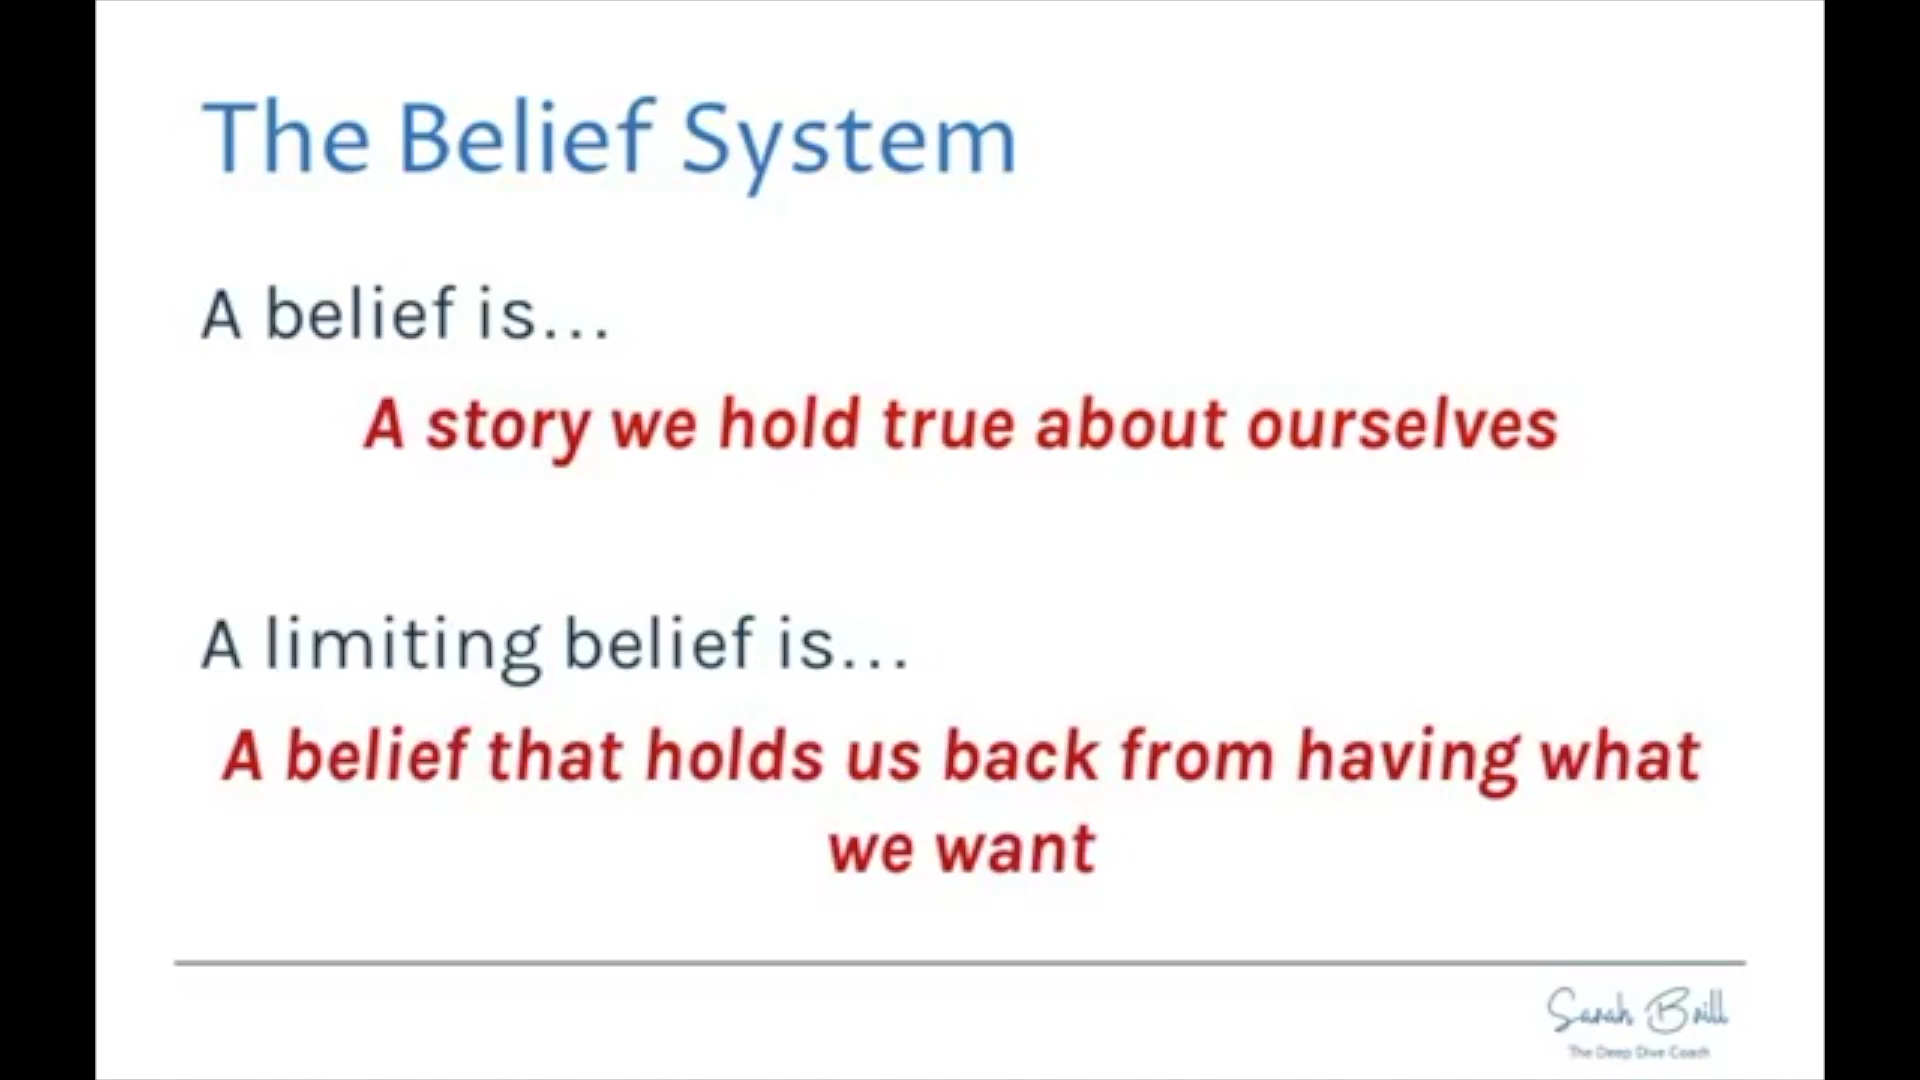 The Belief System
A belief is...
A story we hold true about ourselves
A limiting belief is...
A belief that holds us back from having what
we want
Sarah Brill
The Deep Dive Coach